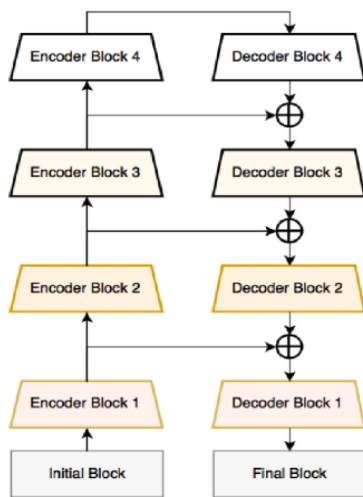 Encoder Block 4
Decoder Block 4
Encoder Block 3
Decoder Block 3
Encoder Block 2
Decoder Block 2
Encoder Block 1
Decoder Block 1
Initial Block
Final Block